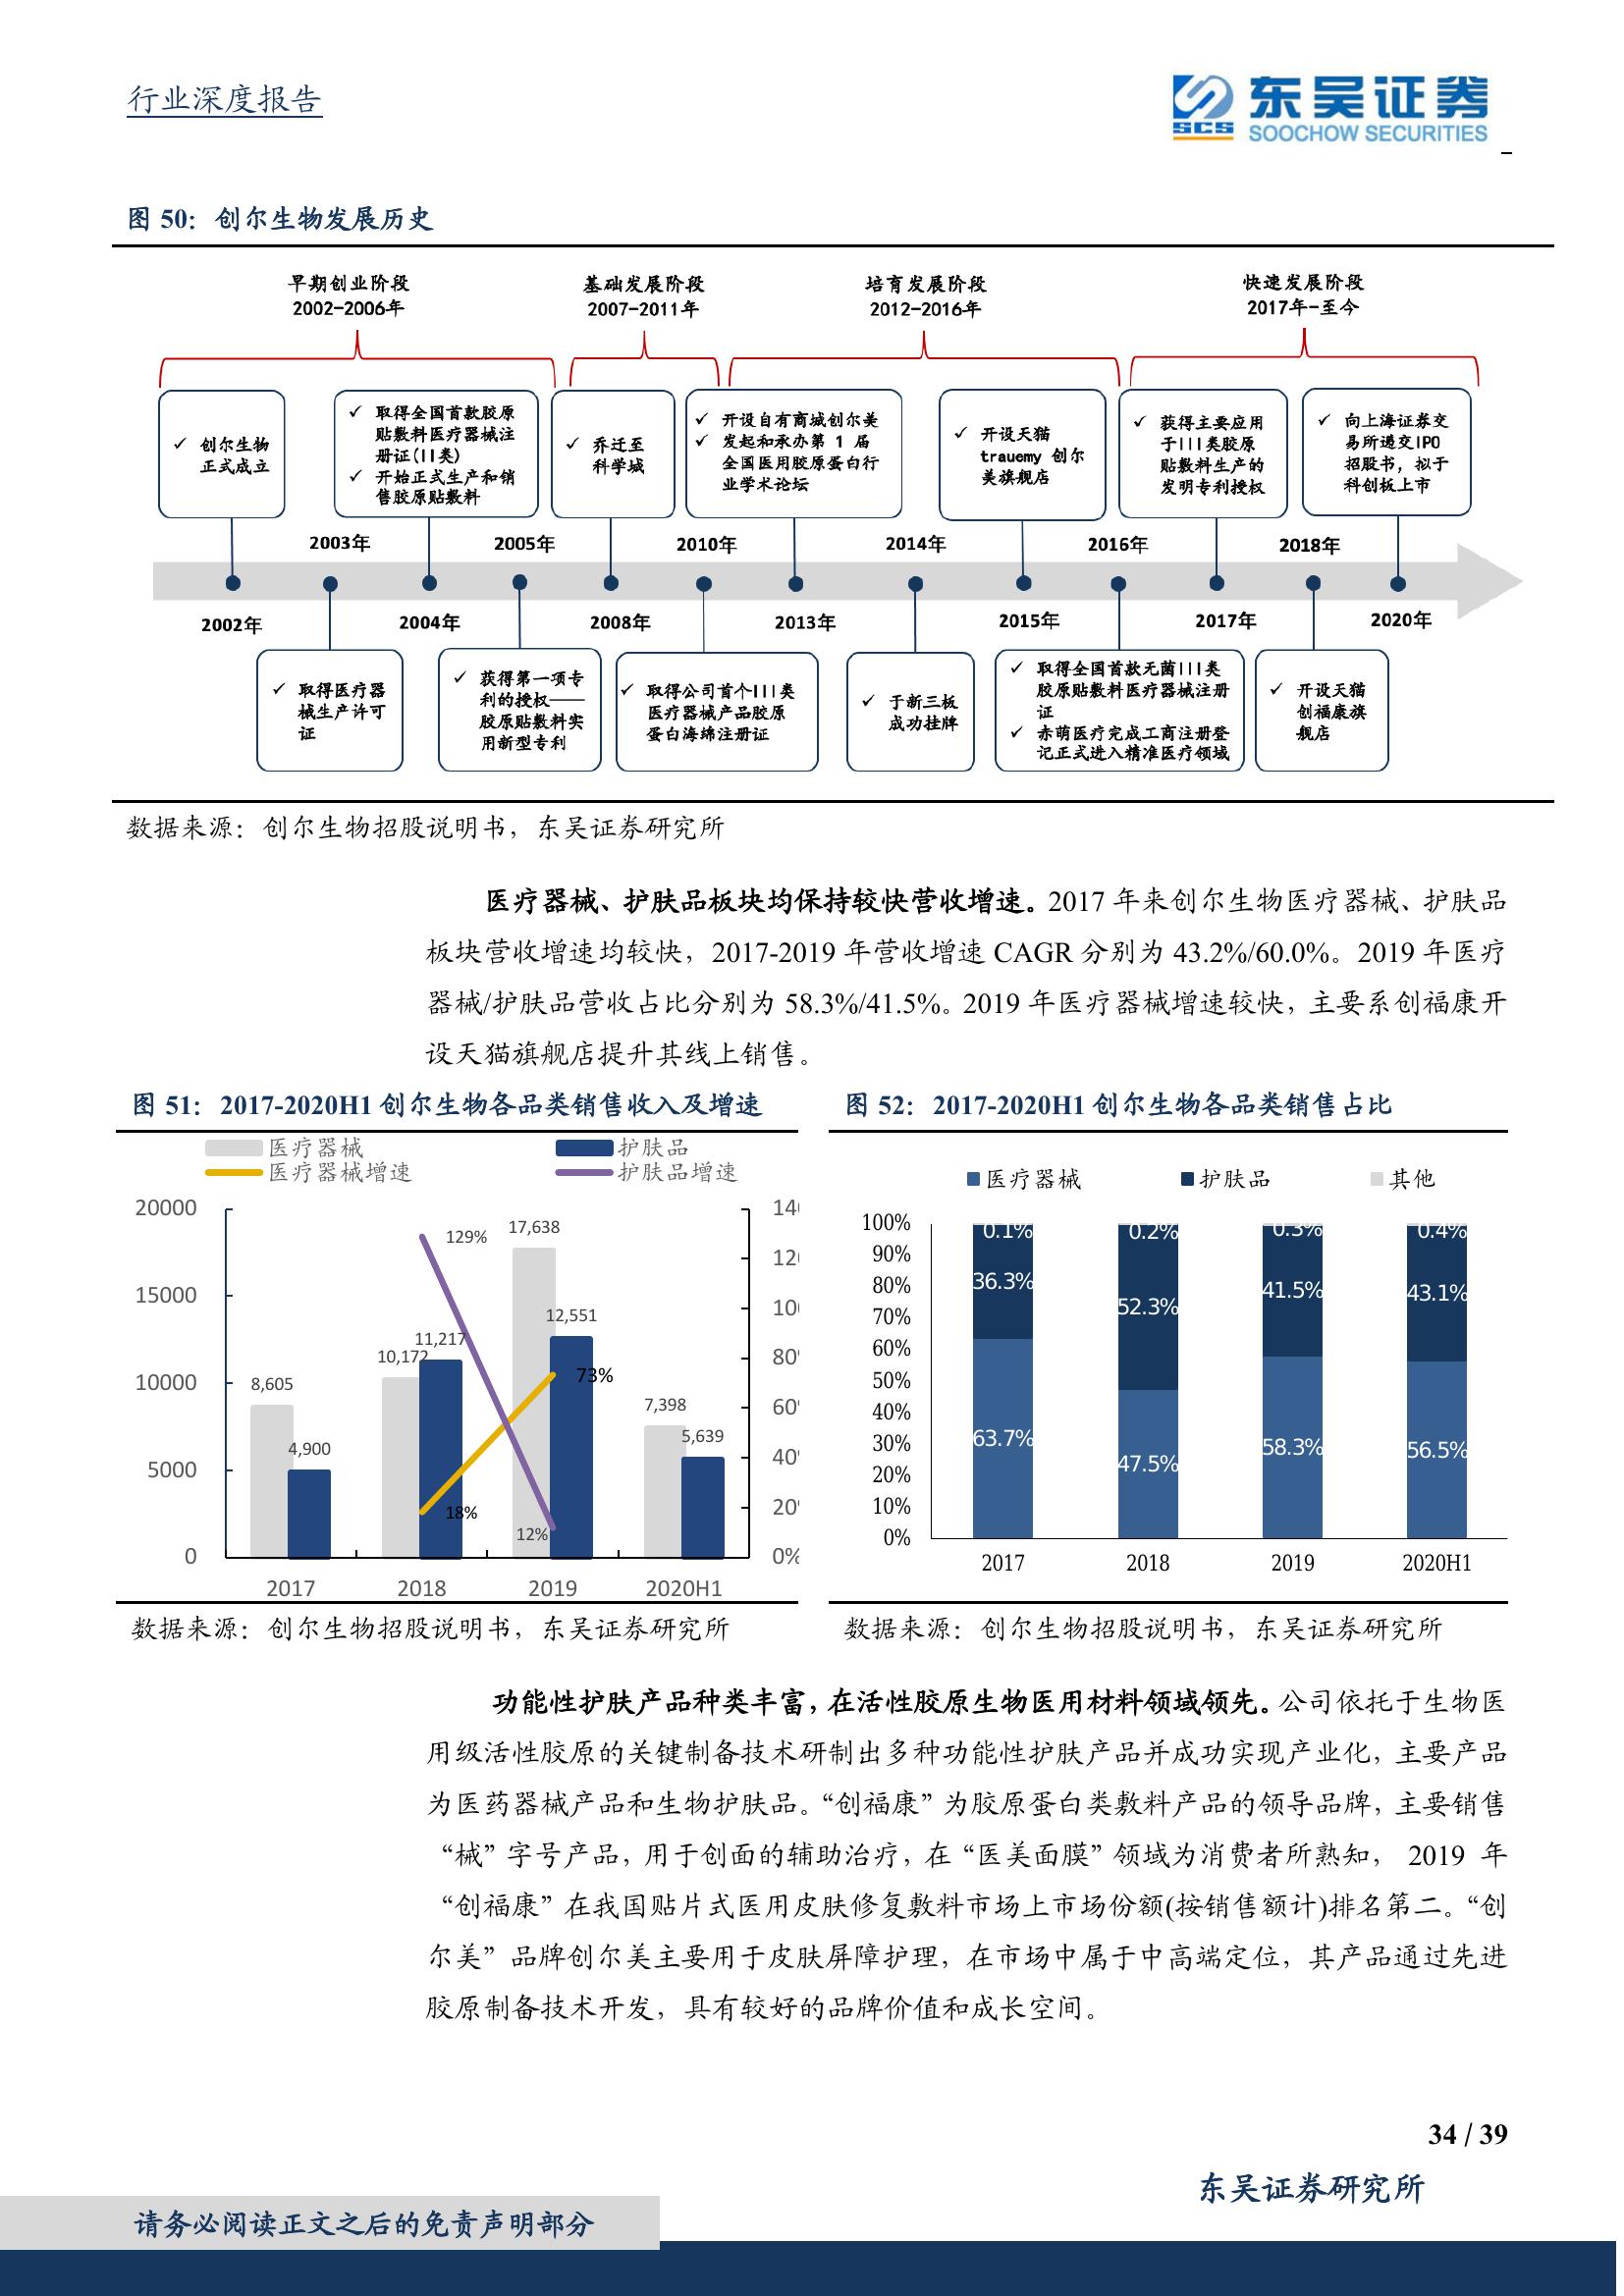 行业深度报告
东吴证券
SCS
SOOCHOW SECURITIES
图 50：创尔生物发展历史
早期创业阶段
2002-2006年
基础发展阶段
2007-2011年
培育发展阶段
2012-2016年
快速发展阶段
2017年-至今
✓ 创尔生物
正式成立
✓ 取得全国首款胶原
贴敷料医疗器械注
册证(II类)
✓ 开始正式生产和销
售胶原贴敷料
✓ 乔迁至
科学城
✓ 开设自有商城创尔美
✓ 发起和承办第 1 届
全国医用胶原蛋白行
业学术论坛
✓ 开设天猫
trauemy 创尔
美旗舰店
✓ 获得主要应用
于III类胶原
贴敷料生产的
发明专利授权
✓ 向上海证券交
易所递交IPO
招股书，拟于
科创板上市
2003年
2005年
2010年
2014年
2016年
2018年
2002年
2004年
2008年
2013年
2015年
2017年
2020年
✓ 取得医疗器
械生产许可
证
✓ 获得第一项专
利的授权——
胶原贴敷料实
用新型专利
✓ 取得公司首个III类
医疗器械产品胶原
蛋白海绵注册证
✓ 于新三板
成功挂牌
✓ 取得全国首款无菌III类
胶原贴敷料医疗器械注册
证
✓ 赤萌医疗完成工商注册登
记正式进入精准医疗领域
✓ 开设天猫
创福康旗
舰店
数据来源：创尔生物招股说明书，东吴证券研究所
医疗器械、护肤品板块均保持较快营收增速。2017 年来创尔生物医疗器械、护肤品
板块营收增速均较快，2017-2019 年营收增速 CAGR 分别为 43.2%/60.0%。2019 年医疗
器械/护肤品营收占比分别为 58.3%/41.5%。2019 年医疗器械增速较快，主要系创福康开
设天猫旗舰店提升其线上销售。
图 51：2017-2020H1 创尔生物各品类销售收入及增速
医疗器械
护肤品
医疗器械增速
护肤品增速
20000
15000
10000
5000
0
8,605
4,900
10,172
11,217
17,638
12,551
7,398
5,639
129%
18%
12%
73%
80
60
40
20
0%
2017
2018
2019
2020H1
数据来源：创尔生物招股说明书，东吴证券研究所
图 52：2017-2020H1 创尔生物各品类销售占比
医疗器械
护肤品
其他
100%
90%
80%
70%
60%
50%
40%
30%
20%
10%
0%
0.1%
0.2%
0.3%
0.4%
36.3%
52.3%
41.5%
43.1%
63.7%
47.5%
58.3%
56.5%
2017
2018
2019
2020H1
数据来源：创尔生物招股说明书，东吴证券研究所
功能性护肤产品种类丰富，在活性胶原生物医用材料领域领先。公司依托于生物医
用级活性胶原的关键制备技术研制出多种功能性护肤产品并成功实现产业化，主要产品
为医药器械产品和生物护肤品。“创福康”为胶原蛋白类敷料产品的领导品牌，主要销售
“械”字号产品，用于创面的辅助治疗，在“医美面膜”领域为消费者所熟知， 2019 年
“创福康”在我国贴片式医用皮肤修复敷料市场上市场份额(按销售额计)排名第二。“创
尔美”品牌创尔美主要用于皮肤屏障护理，在市场中属于中高端定位，其产品通过先进
胶原制备技术开发，具有较好的品牌价值和成长空间。
34 / 39
东吴证券研究所
请务必阅读正文之后的免责声明部分